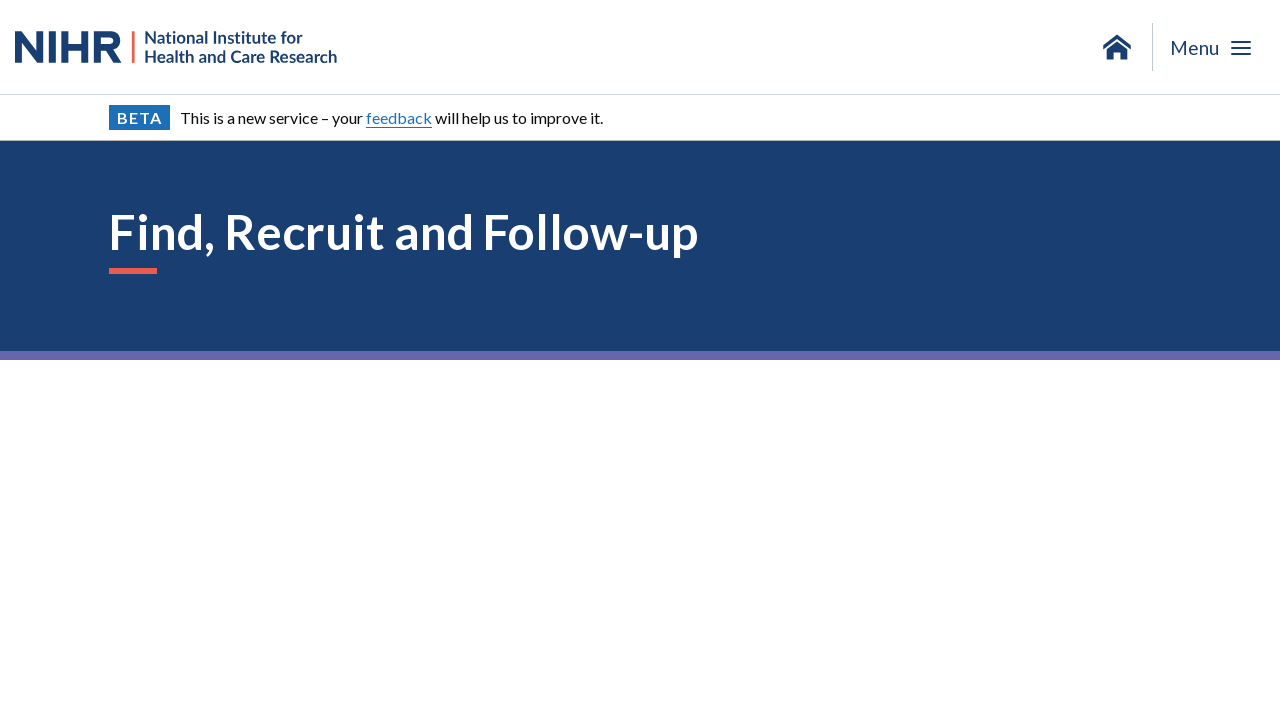 NIHR
National Institute for
Health and Care Research
Menu
BETA This is a new service – your feedback will help us to improve it.
Find, Recruit and Follow-up